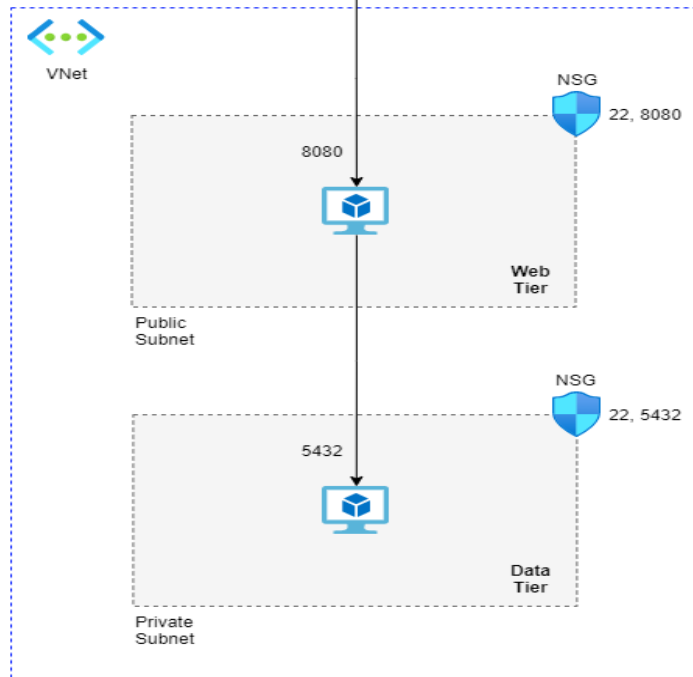 VNet
NSG
22, 8080
8080
Web
Tier
Public
Subnet
NSG
22, 5432
5432
Data
Tier
Private
Subnet